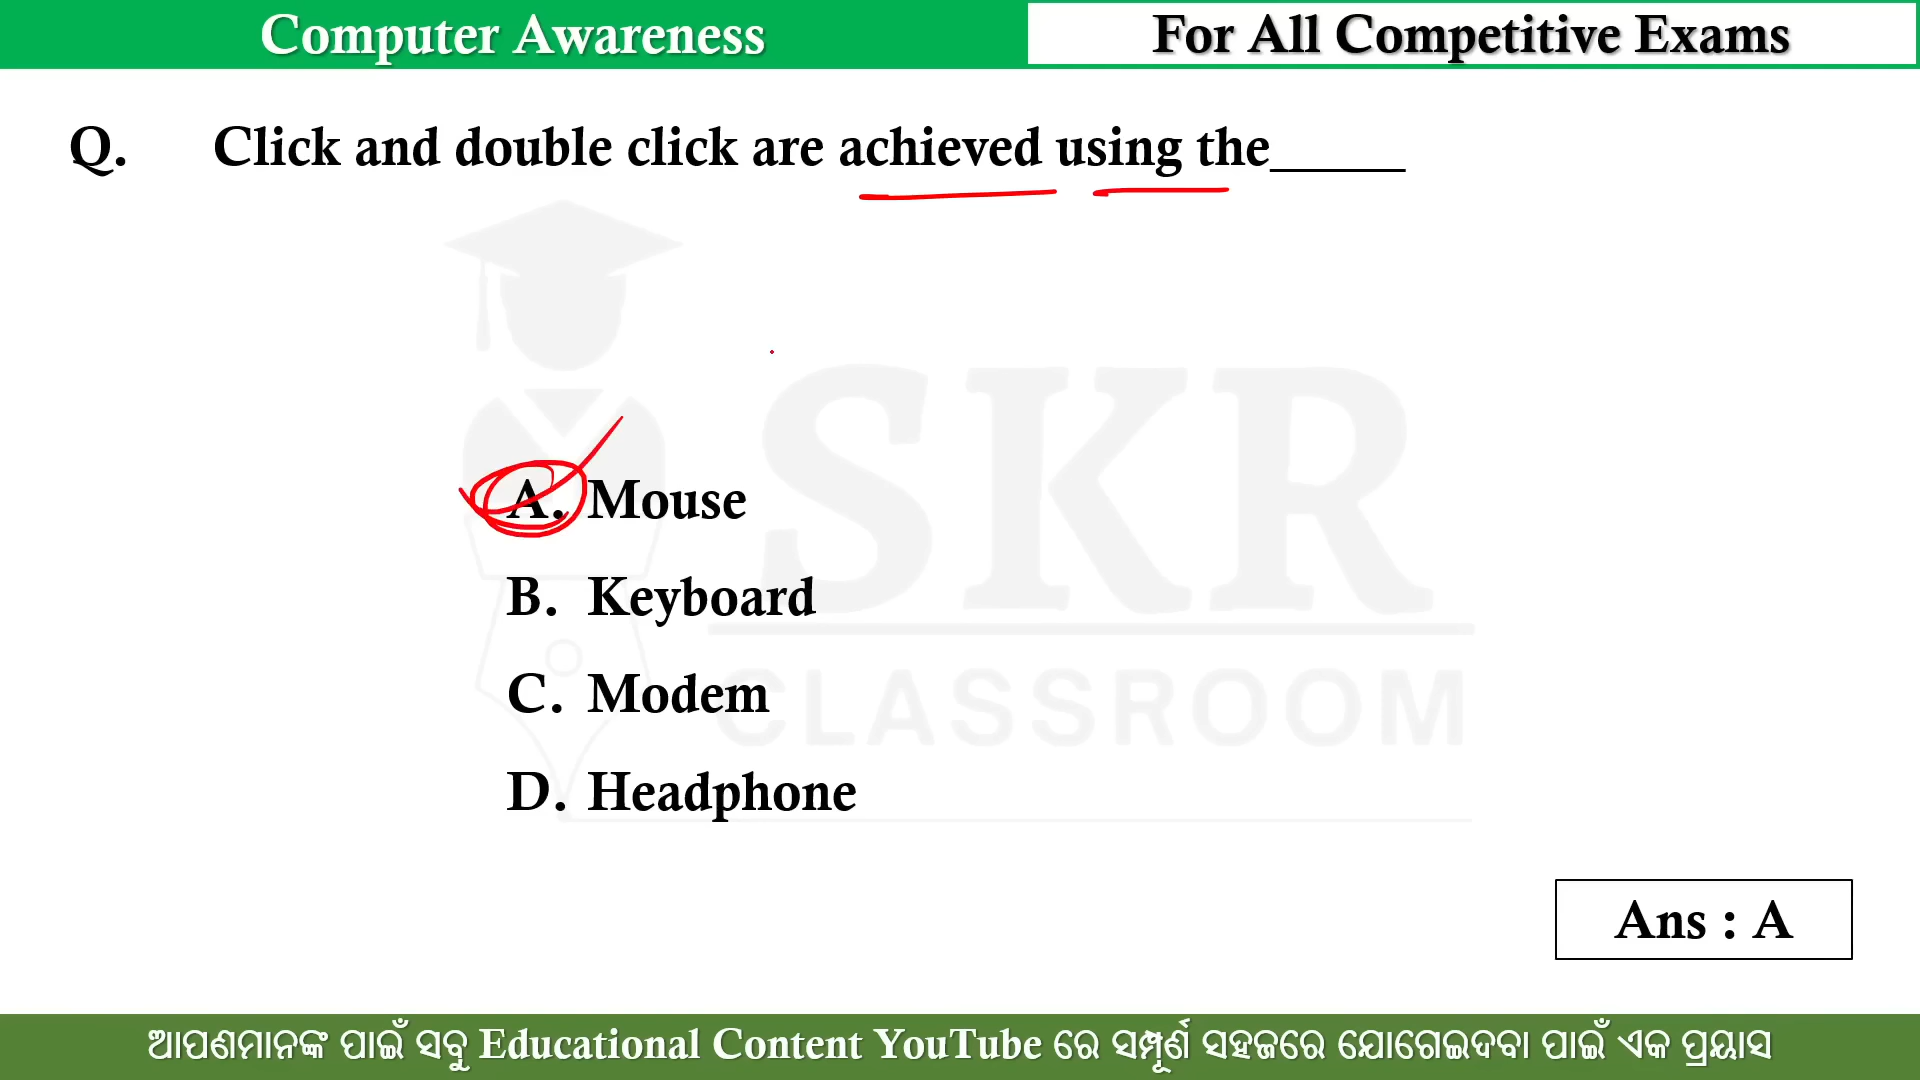 Computer Awareness
For All Competitive Exams
Q. Click and double click are achieved using the_____
SKR
CLASSROOM
A. Mouse
B. Keyboard
C. Modem
D. Headphone
Ans : A
ଆପଣମାନଙ୍କ ପାଇଁ ସବୁ Educational Content YouTube ରେ ସମ୍ପୂର୍ଣ ସହଜରେ ଯୋଗେଇଦବା ପାଇଁ ଏକ ପ୍ରୟାସ